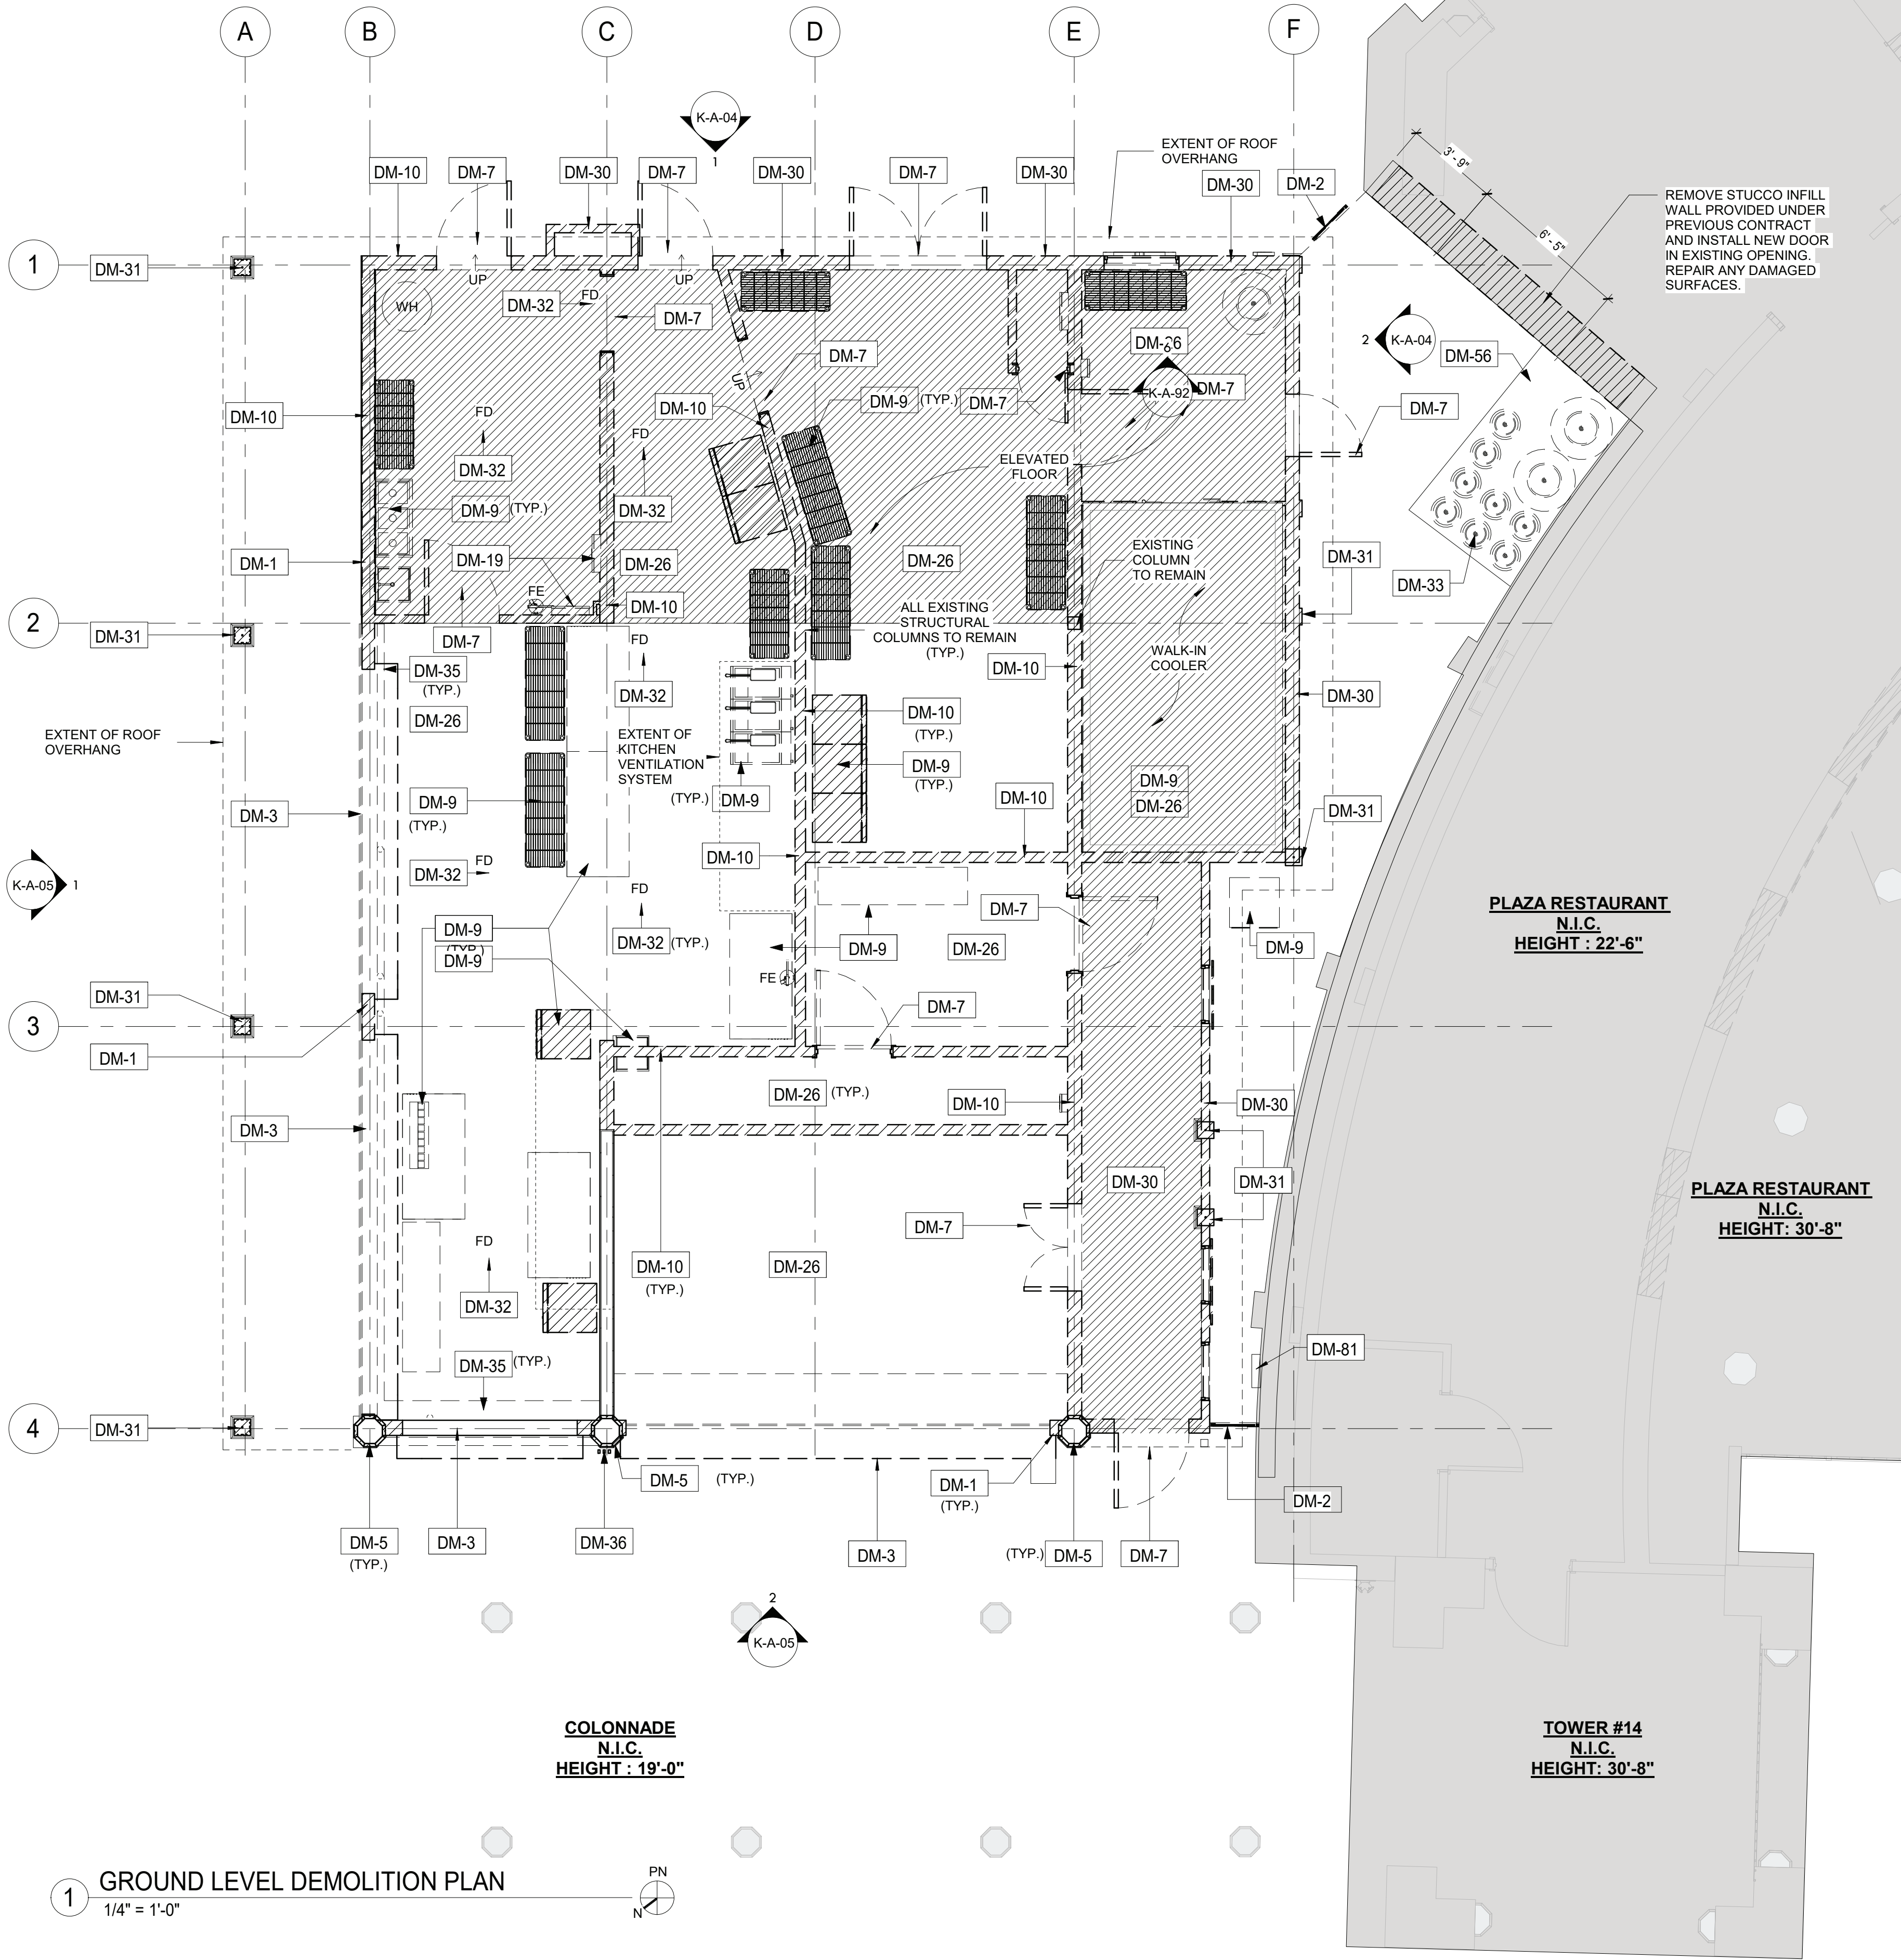 A
B
C
D
E
F
K-A-04
1
EXTENT OF ROOF
OVERHANG
3' - 9"
6' - 5"
DM-10
DM-7
DM-30
DM-7
DM-30
DM-7
DM-30
DM-30
DM-2
REMOVE STUCCO INFILL
WALL PROVIDED UNDER
PREVIOUS CONTRACT
AND INSTALL NEW DOOR
IN EXISTING OPENING.
REPAIR ANY DAMAGED
SURFACES.
1
DM-31
UP
UP
WH
DM-32
FD
DM-7
DM-26
2
K-A-04
DM-56
DM-7
UP
6
K-A-92
DM-7
DM-10
DM-10
DM-9
(TYP.)
DM-7
DM-7
FD
FD
DM-32
ELEVATED
FLOOR
DM-9
(TYP.)
DM-32
DM-1
DM-19
DM-26
DM-26
EXISTING
COLUMN
TO REMAIN
DM-31
DM-33
FE
DM-10
2
DM-31
DM-7
FD
ALL EXISTING
STRUCTURAL
COLUMNS TO REMAIN
(TYP.)
DM-10
WALK-IN
COOLER
DM-35
(TYP.)
DM-32
DM-30
DM-26
DM-10
(TYP.)
EXTENT OF ROOF
OVERHANG
EXTENT OF
KITCHEN
VENTILATION
SYSTEM
DM-9
(TYP.)
DM-9
DM-26
DM-3
DM-9
(TYP.)
(TYP.)
DM-9
DM-10
DM-31
K-A-05
1
FD
DM-32
DM-10
FD
DM-7
PLAZA RESTAURANT
N.I.C.
HEIGHT : 22'-6"
DM-9
(TYP.)
DM-9
DM-32
(TYP.)
DM-9
DM-26
DM-9
FE
DM-31
3
DM-7
DM-1
DM-26
(TYP.)
DM-10
DM-30
DM-3
DM-30
DM-31
PLAZA RESTAURANT
N.I.C.
HEIGHT: 30'-8"
DM-7
FD
DM-10
(TYP.)
DM-26
DM-32
DM-35
(TYP.)
DM-81
4
DM-31
DM-5
(TYP.)
DM-1
(TYP.)
DM-2
DM-5
(TYP.)
DM-3
DM-36
DM-3
(TYP.)
DM-5
DM-7
2
K-A-05
COLONNADE
N.I.C.
HEIGHT : 19'-0"
TOWER #14
N.I.C.
HEIGHT: 30'-8"
1
GROUND LEVEL DEMOLITION PLAN
1/4" = 1'-0"
PN
N